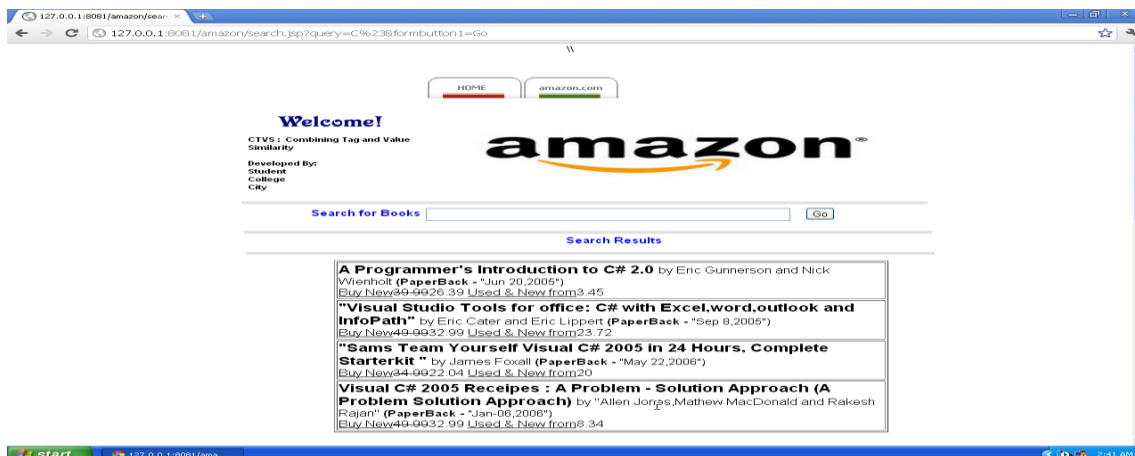 127.0.0.1:8081/amazon/sear
127.0.0.1:8081/amazon/search.jsp?query=C%23&formbutton1=Go
\\
HOME
amazon.com
Welcome!
CTVS : Combining Tag and Value
Similarity
Developed By:
Student
College
City
amazon®
Search for Books
Go
Search Results
A Programmer's Introduction to C# 2.0 by Eric Gunnerson and Nick
Wienholt (PaperBack - "Jun 20,2005")
Buy New39.9926.39 Used & New from3.45
"Visual Studio Tools for office: C# with Excel,word,outlook and
InfoPath" by Eric Cater and Eric Lippert (PaperBack - "Sep 8,2005")
Buy New49.9932.99 Used & New from23.72
"Sams Team Yourself Visual C# 2005 in 24 Hours, Complete
Starterkit " by James Foxall (PaperBack - "May 22,2006")
Buy New34.9922.04 Used & New from20
Visual C# 2005 Receipes : A Problem - Solution Approach (A
Problem Solution Approach) by "Allen Jones,Mathew MacDonald and Rakesh
Rajan" (PaperBack - "Jan-06,2006")
Buy New49.9932.99 Used & New from8.34
start
127.0.0.1:8081/ama
2:41 AM